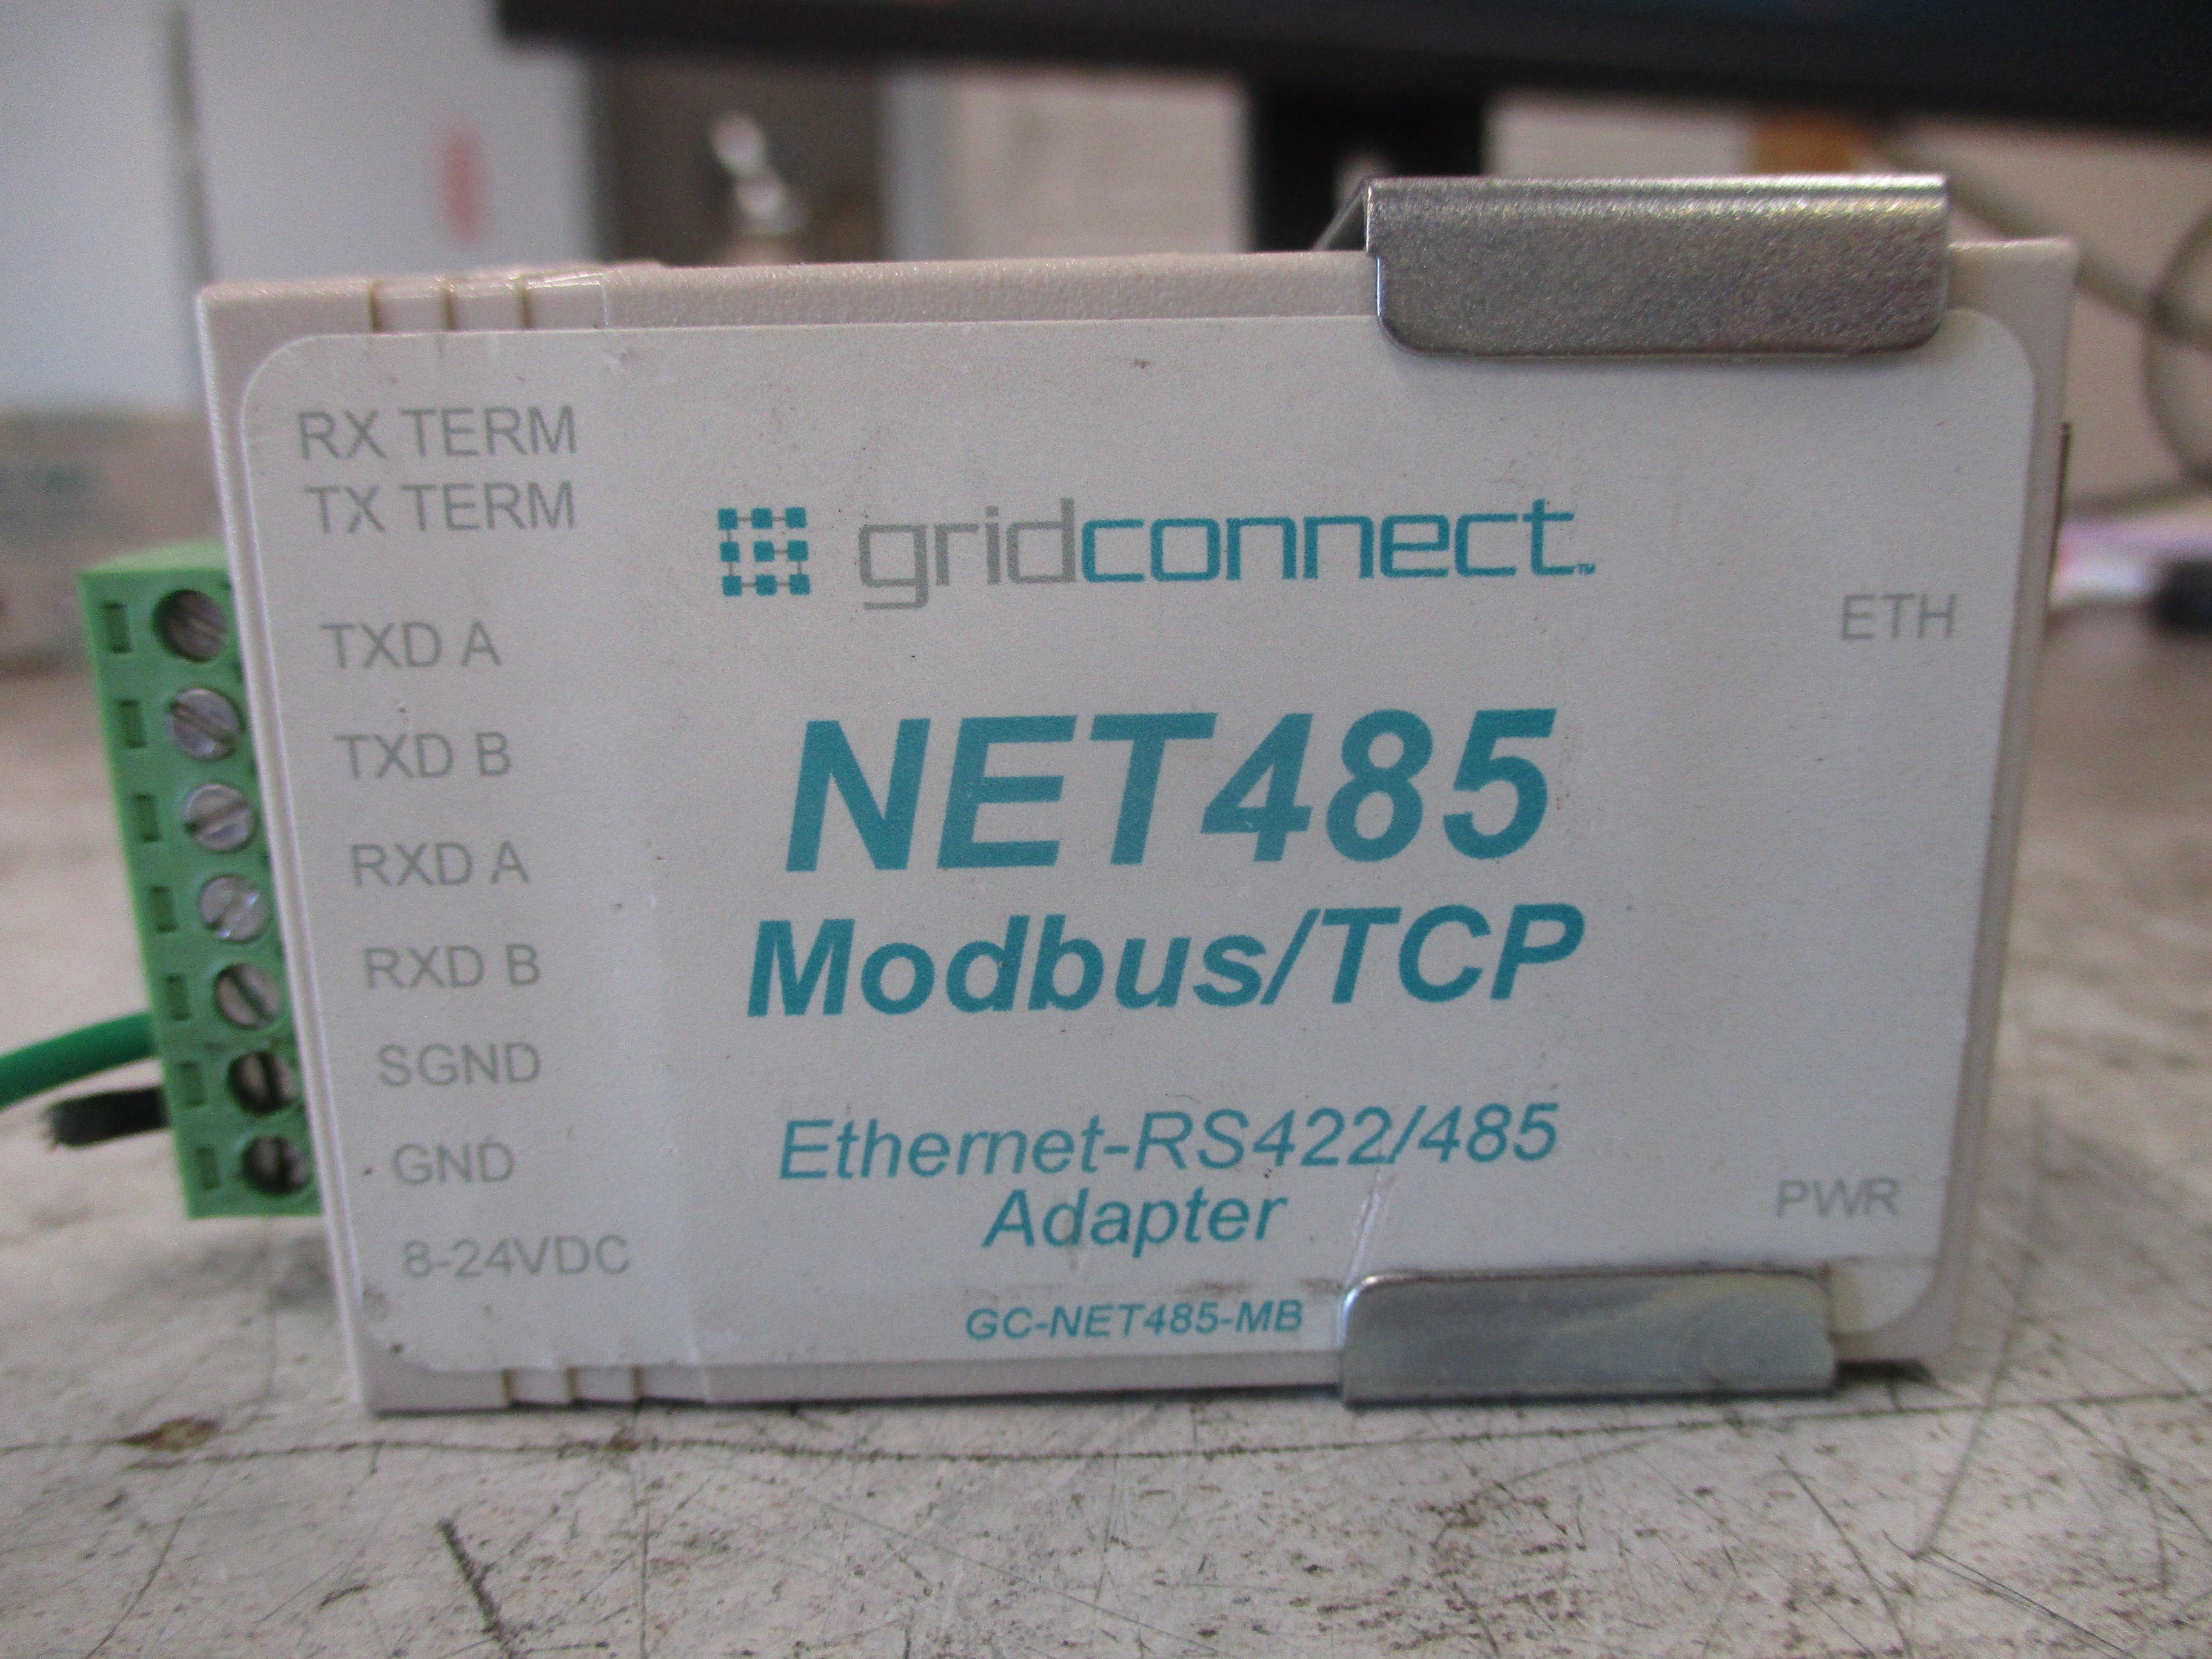 RX TERM
TX TERM
TXD A
TXD B
RXD A
RXD B
SGND
GND
8-24VDC
gridconnect™
NET485
Modbus/TCP
Ethernet-RS422/485
Adapter
GC-NET485-MB
ETH
PWR